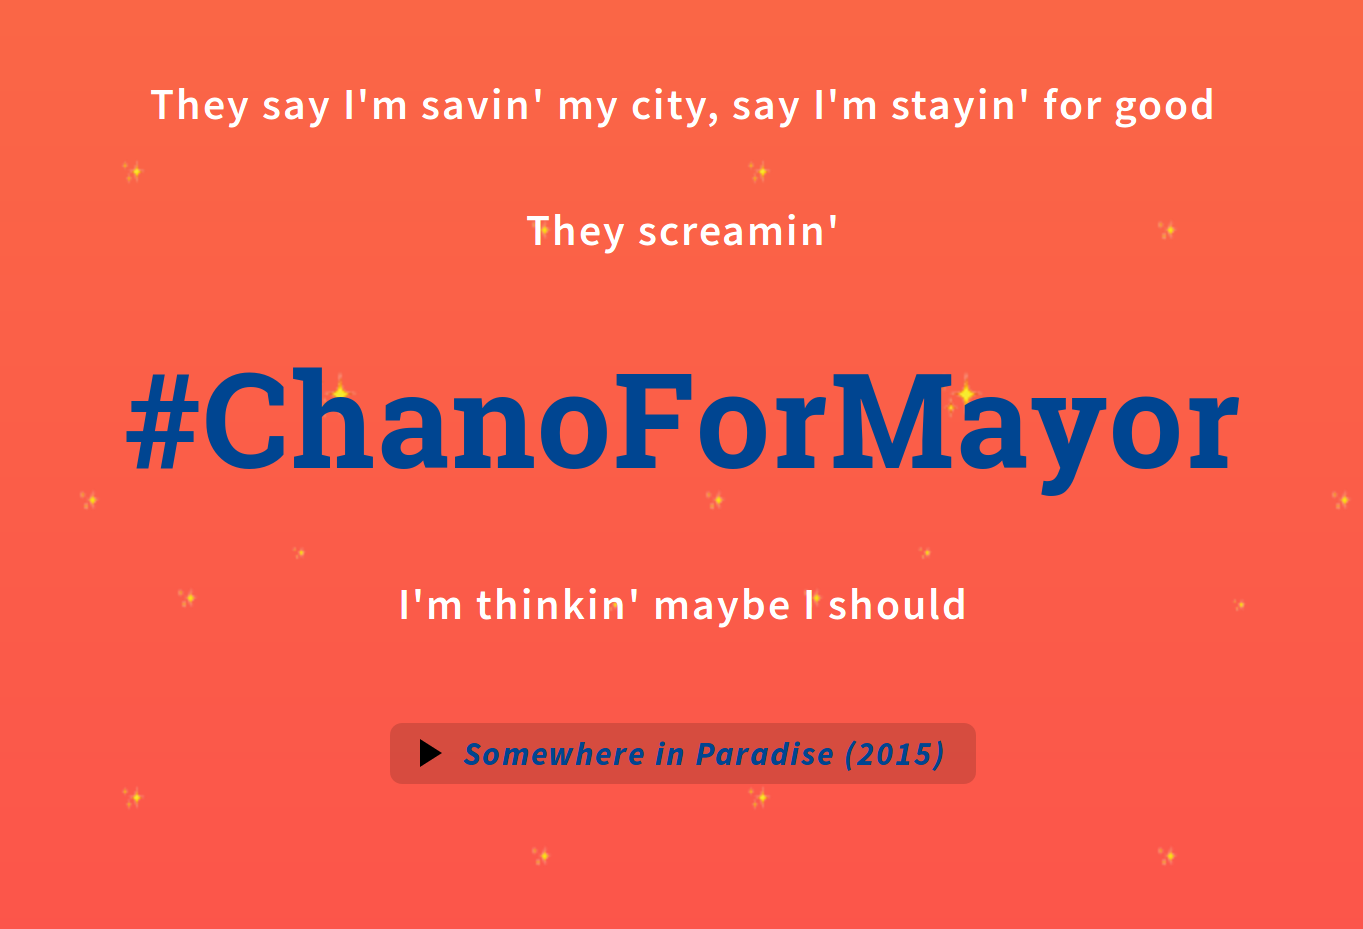 They say I'm savin' my city, say I'm stayin' for good
They screamin'
#ChanoForMayor
I'm thinkin' maybe I should
Somewhere in Paradise (2015)